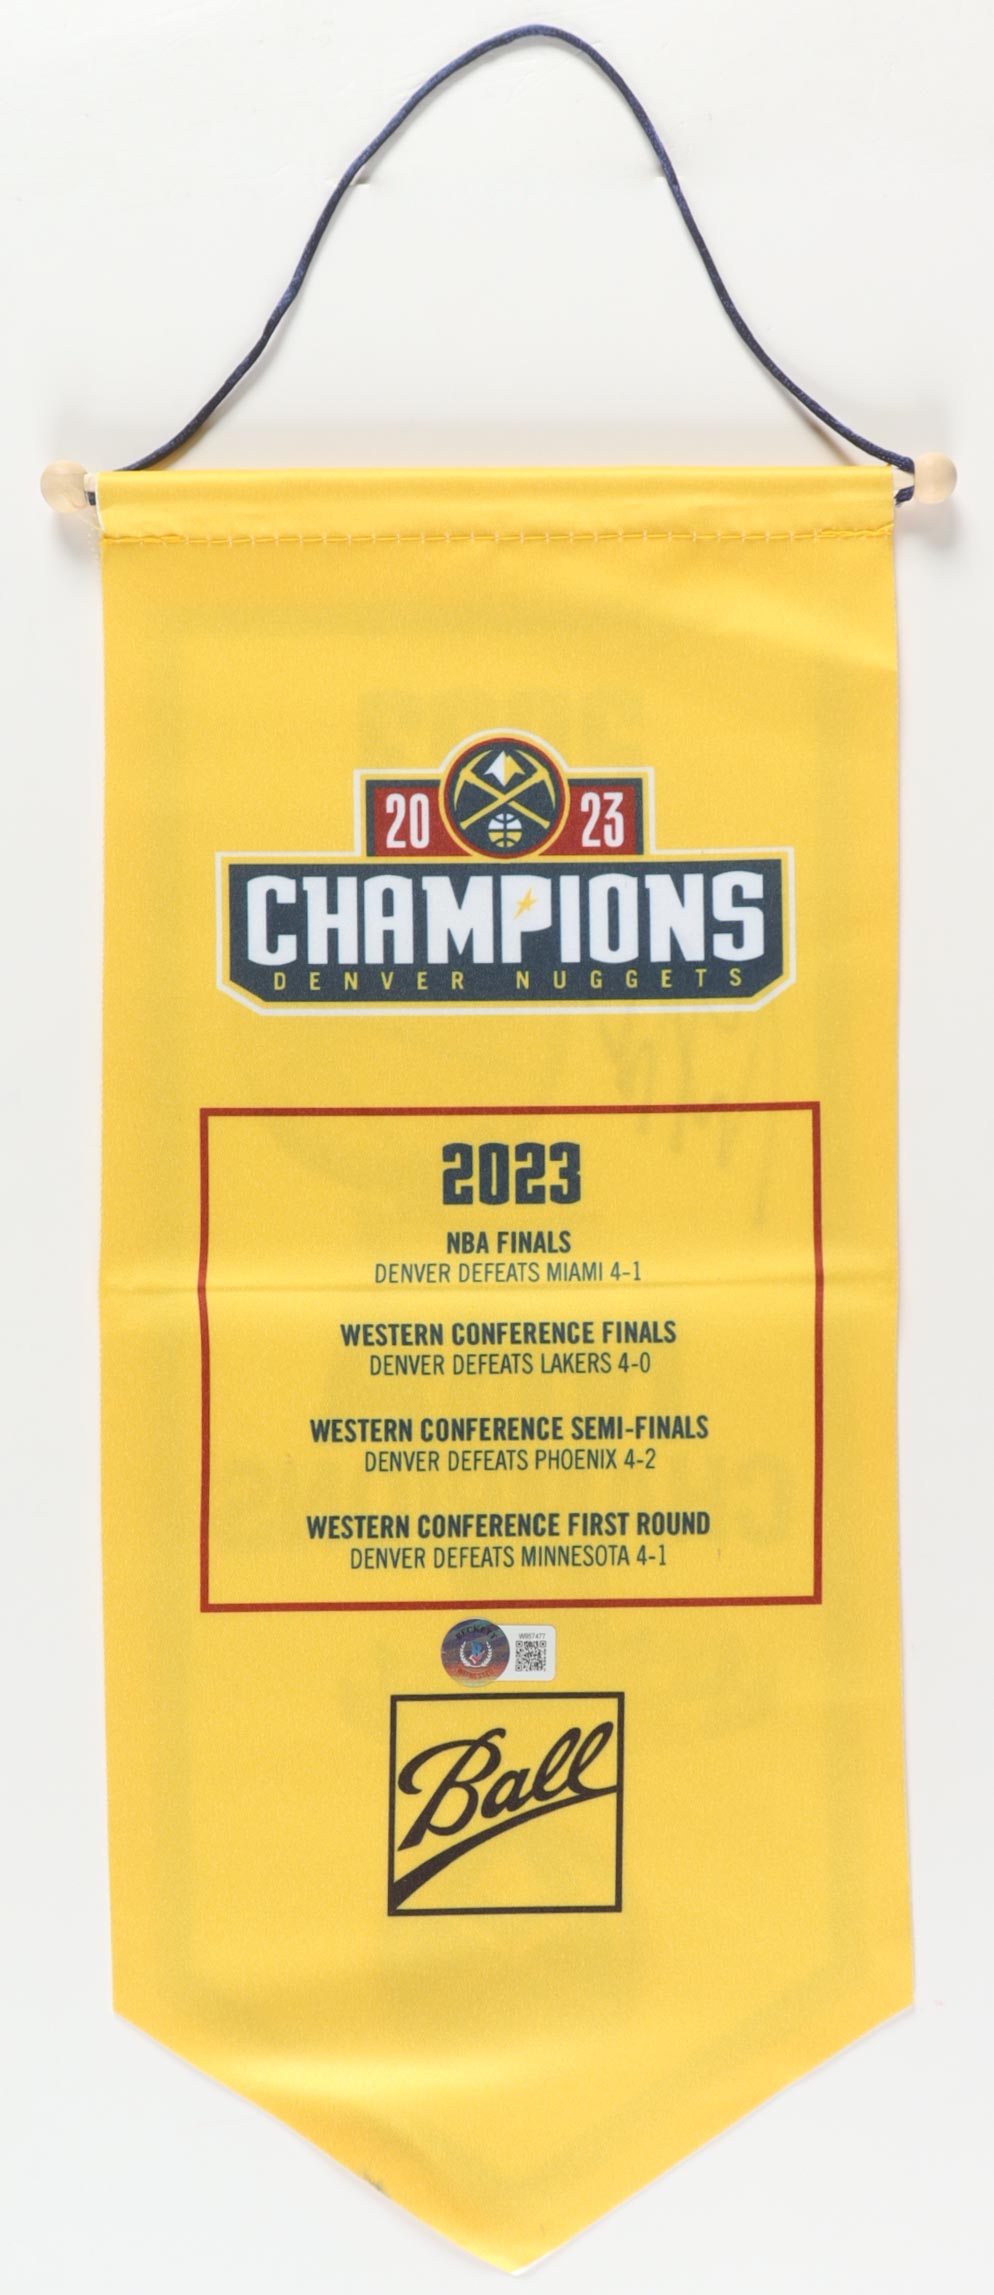 20 23
CHAMPIONS
DENVER NUGGETS
2023
NBA FINALS
DENVER DEFEATS MIAMI 4-1
WESTERN CONFERENCE FINALS
DENVER DEFEATS LAKERS 4-0
WESTERN CONFERENCE SEMI-FINALS
DENVER DEFEATS PHOENIX 4-2
WESTERN CONFERENCE FIRST ROUND
DENVER DEFEATS MINNESOTA 4-1
BECKETT
Ball